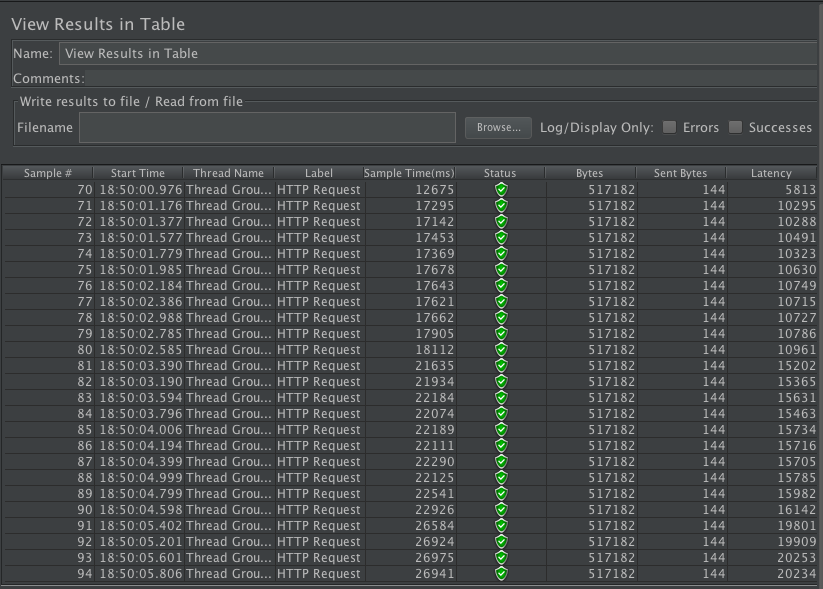 View Results in Table
Name: View Results in Table
Comments:
Write results to file / Read from file
Filename Browse... Log/Display Only: Errors Successes
Sample # Start Time Thread Name Label Sample Time(ms) Status Bytes Sent Bytes Latency
70 18:50:00.976 Thread Grou... HTTP Request 12675 517182 144 5813
71 18:50:01.176 Thread Grou... HTTP Request 17295 517182 144 10295
72 18:50:01.377 Thread Grou... HTTP Request 17142 517182 144 10288
73 18:50:01.577 Thread Grou... HTTP Request 17453 517182 144 10491
74 18:50:01.779 Thread Grou... HTTP Request 17369 517182 144 10323
75 18:50:01.985 Thread Grou... HTTP Request 17678 517182 144 10630
76 18:50:02.184 Thread Grou... HTTP Request 17643 517182 144 10749
77 18:50:02.386 Thread Grou... HTTP Request 17621 517182 144 10715
78 18:50:02.988 Thread Grou... HTTP Request 17662 517182 144 10727
79 18:50:02.785 Thread Grou... HTTP Request 17905 517182 144 10786
80 18:50:02.585 Thread Grou... HTTP Request 18112 517182 144 10961
81 18:50:03.390 Thread Grou... HTTP Request 21635 517182 144 15202
82 18:50:03.190 Thread Grou... HTTP Request 21934 517182 144 15365
83 18:50:03.594 Thread Grou... HTTP Request 22184 517182 144 15631
84 18:50:03.796 Thread Grou... HTTP Request 22074 517182 144 15463
85 18:50:04.006 Thread Grou... HTTP Request 22189 517182 144 15734
86 18:50:04.194 Thread Grou... HTTP Request 22111 517182 144 15716
87 18:50:04.399 Thread Grou... HTTP Request 22290 517182 144 15705
88 18:50:04.999 Thread Grou... HTTP Request 22125 517182 144 15785
89 18:50:04.799 Thread Grou... HTTP Request 22541 517182 144 15982
90 18:50:04.598 Thread Grou... HTTP Request 22926 517182 144 16142
91 18:50:05.402 Thread Grou... HTTP Request 26584 517182 144 19801
92 18:50:05.201 Thread Grou... HTTP Request 26924 517182 144 19909
93 18:50:05.601 Thread Grou... HTTP Request 26975 517182 144 20253
94 18:50:05.806 Thread Grou... HTTP Request 26941 517182 144 20234